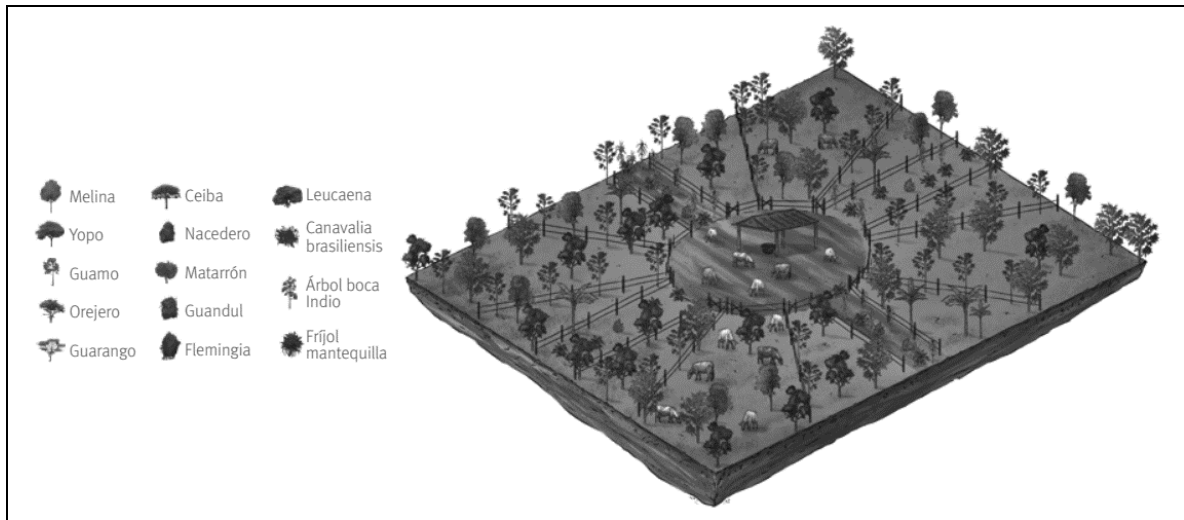 Melina
Yopo
Guamo
Orejero
Guarango
Ceiba
Nacedero
Matarrón
Guandul
Flemingia
Leucaena
Canavalia
brasiliensis
Árbol boca
Indio
Fríjol
mantequilla